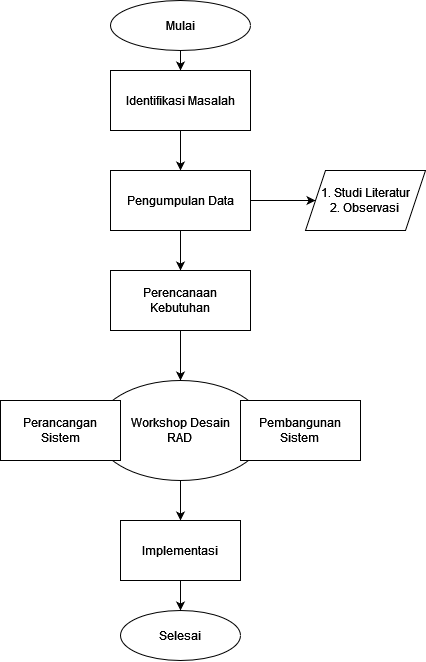 Mulai
Identifikasi Masalah
Pengumpulan Data
1. Studi Literatur
2. Observasi
Perencanaan
Kebutuhan
Perancangan
Sistem
Workshop Desain
RAD
Pembangunan
Sistem
Implementasi
Selesai